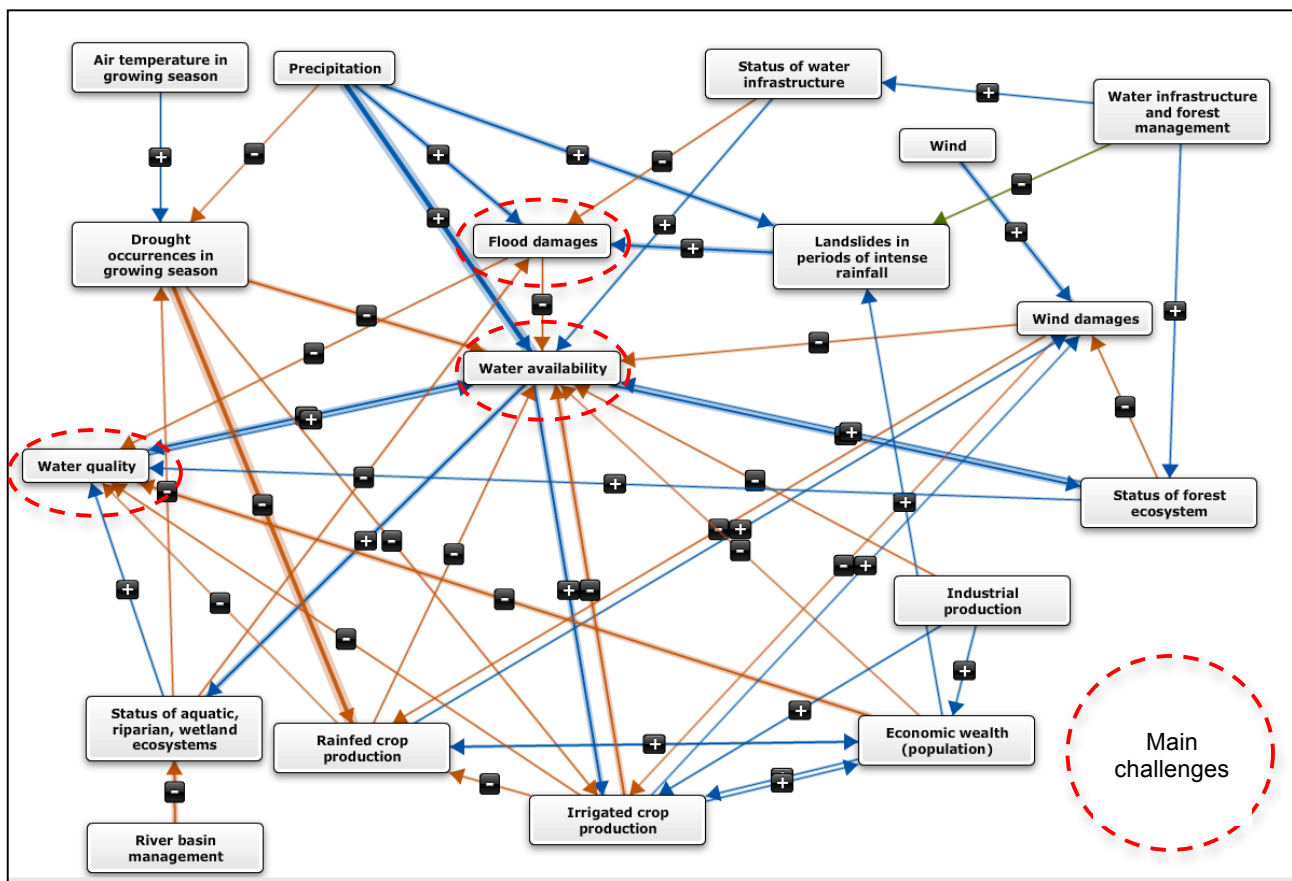 Air temperature in
growing season
Precipitation
Status of water
infrastructure
Water infrastructure
and forest
management
Wind
+
+
-
-
+
+
-
+
+
Drought
occurrences in
growing season
Flood damages
+
Landslides in
periods of intense
rainfall
+
+
-
-
+
Wind damages
-
-
Water availability
-
+
+
-
Water quality
-
-
-
+
Status of forest
ecosystem
-
+
-
-
+
-
+
-
-
+
+
-
+
-
-
Industrial
production
-
-
+
Status of aquatic,
riparian, wetland
ecosystems
Rainfed crop
production
+
+
Economic wealth
(population)
Main
challenges
-
-
+
Irrigated crop
production
River basin
management